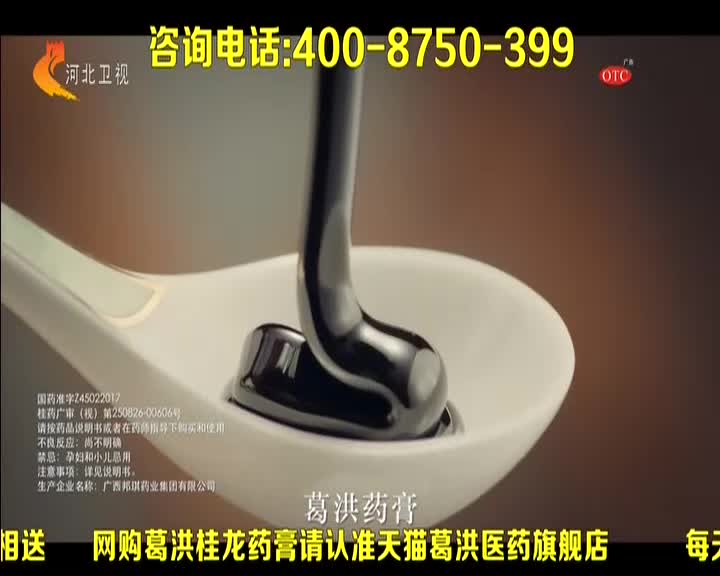 咨询电话:400-8750-399
河北卫视
广告
OTC
国药准字Z45022017
桂药广审（视）第250826-00606号
请按药品说明书或者在药师指导下购买和使用
不良反应：尚不明确
禁忌：孕妇和小儿忌用
注意事项：详见说明书。
生产企业名称：广西邦琪药业集团有限公司
葛洪药膏
相送 网购葛洪桂龙药膏请认准天猫葛洪医药旗舰店 每天